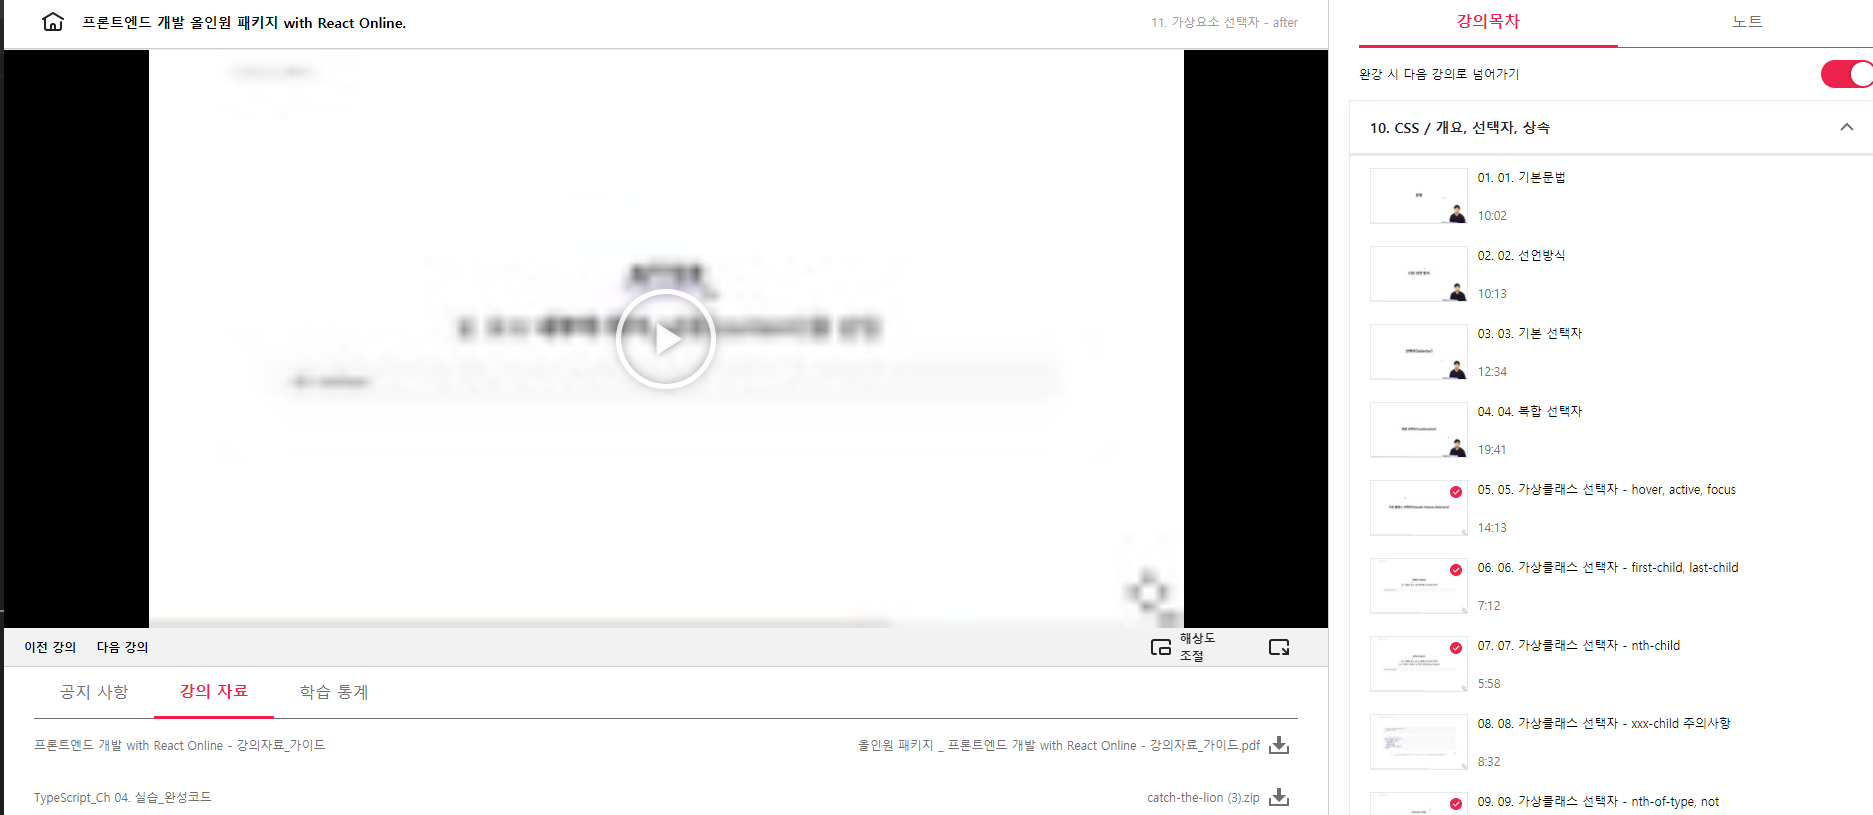 프론트엔드 개발 올인원 패키지 with React Online.
11. 가상요소 선택자 - after
이전 강의
다음 강의
해상도
조절
공지 사항
강의 자료
학습 통계
프론트엔드 개발 with React Online - 강의자료_가이드
올인원 패키지 _ 프론트엔드 개발 with React Online - 강의자료_가이드.pdf
TypeScript_Ch 04. 실습_완성코드
catch-the-lion (3).zip
강의목차
노트
완강 시 다음 강의로 넘어가기
10. CSS / 개요, 선택자, 상속
01. 01. 기본문법
10:02
02. 02. 선언방식
10:13
03. 03. 기본 선택자
12:34
04. 04. 복합 선택자
19:41
05. 05. 가상클래스 선택자 - hover, active, focus
14:13
06. 06. 가상클래스 선택자 - first-child, last-child
7:12
07. 07. 가상클래스 선택자 - nth-child
5:58
08. 08. 가상클래스 선택자 - xxx-child 주의사항
8:32
09. 09. 가상클래스 선택자 - nth-of-type, not